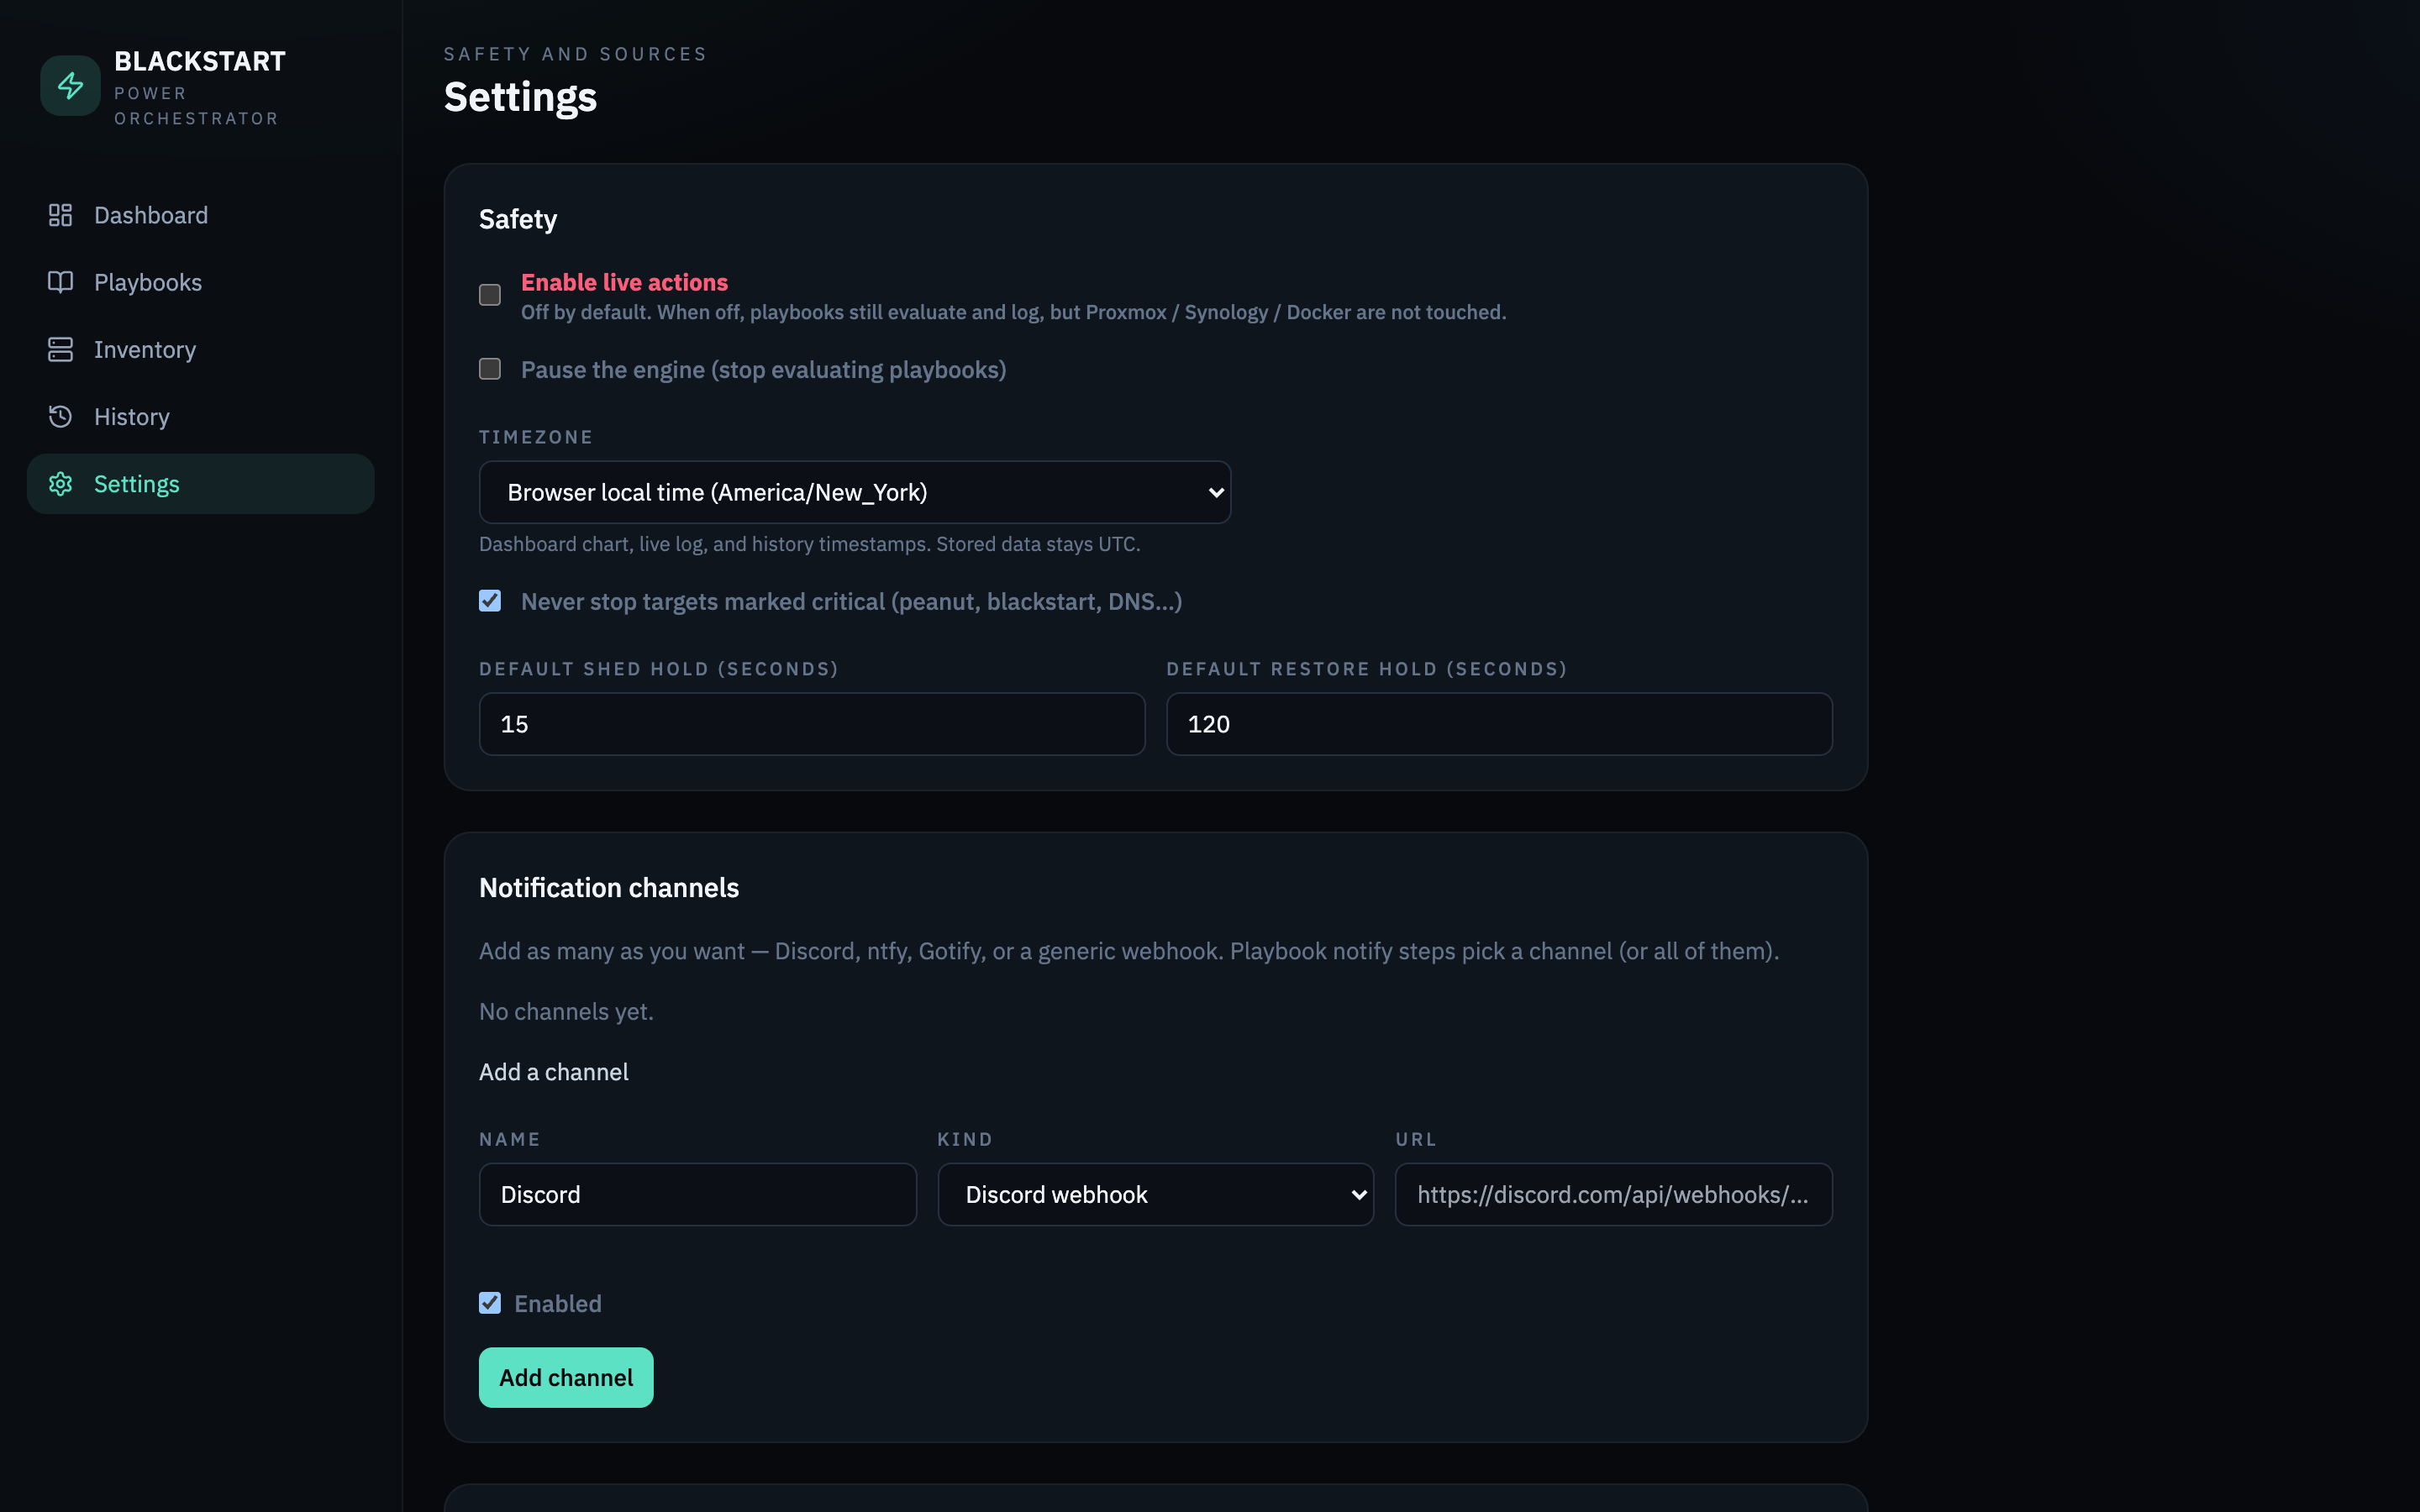 BLACKSTART
POWER
ORCHESTRATOR
Dashboard
Playbooks
Inventory
History
Settings
SAFETY AND SOURCES
Settings
Safety
Enable live actions
Off by default. When off, playbooks still evaluate and log, but Proxmox / Synology / Docker are not touched.
Pause the engine (stop evaluating playbooks)
TIMEZONE
Browser local time (America/New_York)
Dashboard chart, live log, and history timestamps. Stored data stays UTC.
Never stop targets marked critical (peanut, blackstart, DNS...)
DEFAULT SHED HOLD (SECONDS) DEFAULT RESTORE HOLD (SECONDS)
15 120
Notification channels
Add as many as you want — Discord, ntfy, Gotify, or a generic webhook. Playbook notify steps pick a channel (or all of them).
No channels yet.
Add a channel
NAME KIND URL
Discord Discord webhook https://discord.com/api/webhooks/...
Enabled
Add channel